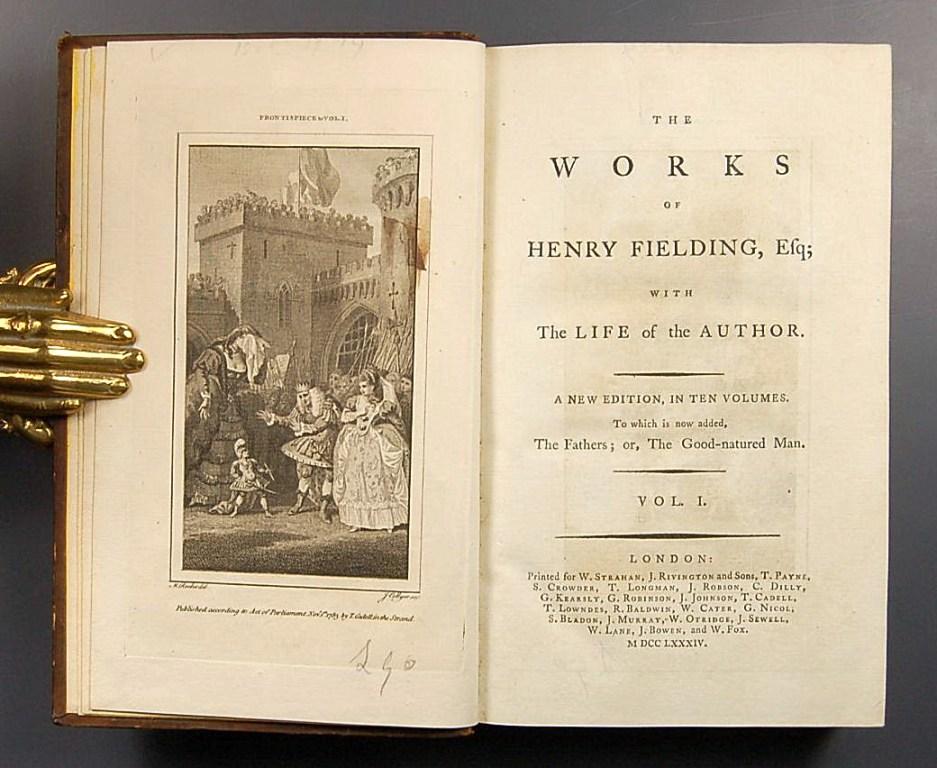 FRONTISPIECE to VOL. I.
Published according to Act of Parliament, Nov. 1, 1783, by T. Cadell in the Strand.
THE
WORKS
OF
HENRY FIELDING, Eſq;
WITH
The LIFE of the AUTHOR.
A NEW EDITION, IN TEN VOLUMES.
To which is now added,
The Fathers; or, The Good-natured Man.
VOL. I.
LONDON:
Printed for W. STRAHAN, J. RIVINGTON and Sons, T. PAYNE,
S. CROWDER, T. LONGMAN, J. ROBSON, C. DILLY,
G. KEARSLY, G. ROBINSON, J. JOHNSON, T. CADELL,
T. LOWNDES, R. BALDWIN, W. CATER, G. NICOL,
S. BLADON, J. MURRAY, W. OTRIDGE, J. SEWELL,
W. LANE, J. BOWEN, and W. FOX.
M DCC LXXXIV.